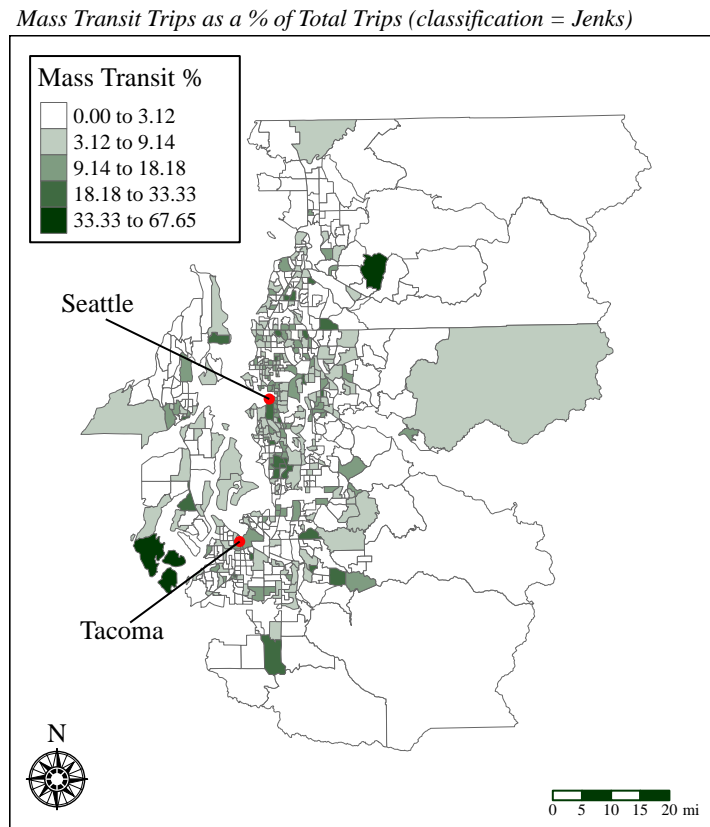 Mass Transit Trips as a % of Total Trips (classification = Jenks)
Mass Transit %
0.00 to 3.12
3.12 to 9.14
9.14 to 18.18
18.18 to 33.33
33.33 to 67.65
Seattle
Tacoma
N
0 5 10 15 20 mi